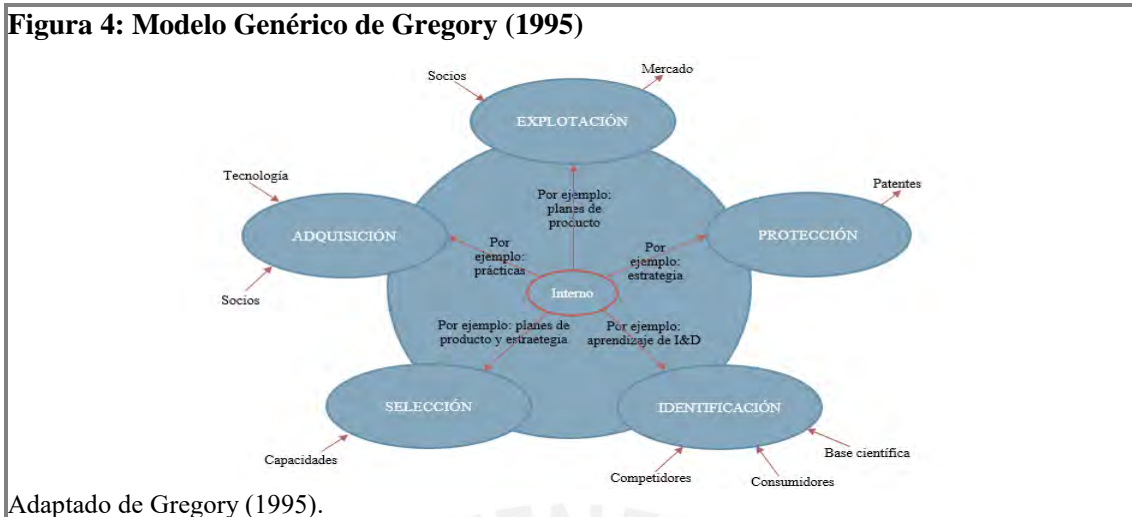 Figura 4: Modelo Genérico de Gregory (1995)
Socios
Mercado
EXPLOTACIÓN
Tecnología
Patentes
ADQUISICIÓN
PROTECCIÓN
Socios
Por ejemplo:
planes de
producto
Por
ejemplo:
prácticas
Por
ejemplo:
estrategia
Interno
Por ejemplo: planes de
producto y estraetegia
Por ejemplo:
aprendizaje de I&D
SELECCIÓN
IDENTIFICACIÓN
Capacidades
Competidores
Consumidores
Base científica
Adaptado de Gregory (1995).